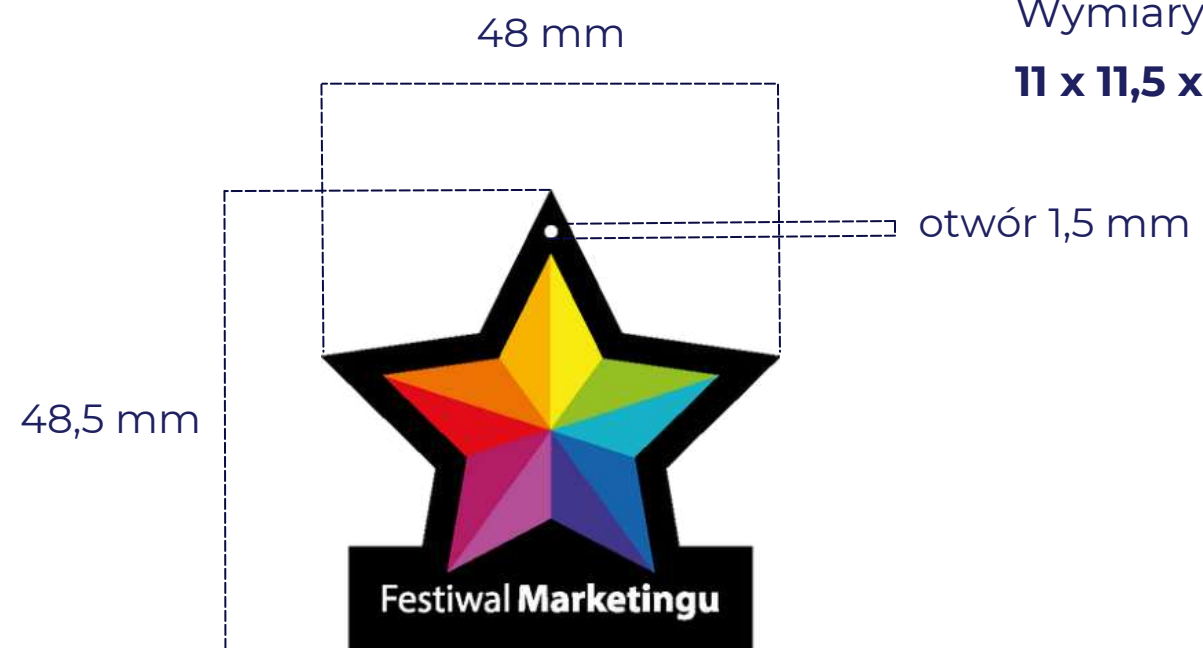 48 mm
Wymiary
11 x 11,5 x
otwór 1,5 mm
48,5 mm
Festiwal Marketingu